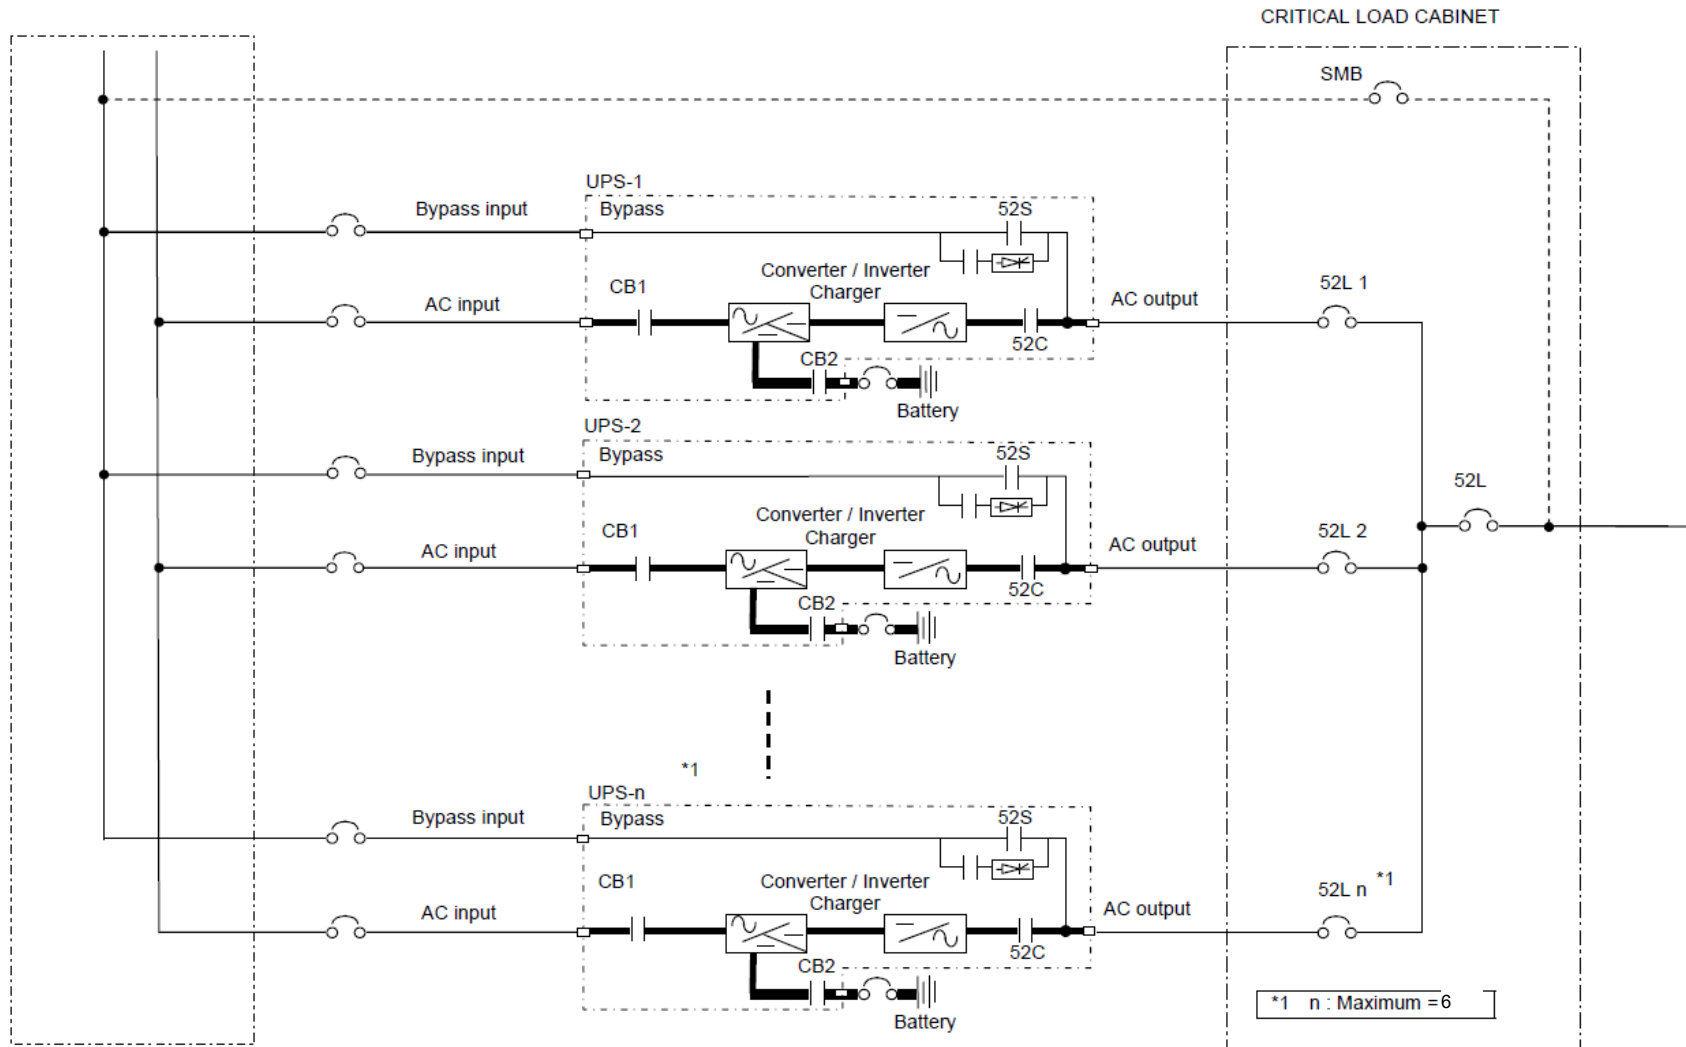 CRITICAL LOAD CABINET
SMB
UPS-1
Bypass input
Bypass
52S
Converter / Inverter
Charger
CB1
AC input
AC output
52L 1
52C
CB2
Battery
UPS-2
Bypass input
Bypass
52S
52L
Converter / Inverter
Charger
CB1
AC input
AC output
52L 2
52C
CB2
Battery
*1
UPS-n
Bypass input
Bypass
52S
Converter / Inverter
Charger
CB1
AC input
AC output
52L n *1
52C
CB2
Battery
*1 n : Maximum = 6